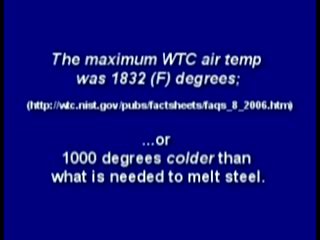 The maximum WTC air temp
was 1832 (F) degrees;
(http://wtc.nist.gov/pubs/factsheets/faqs_8_2006.htm)
...or
1000 degrees colder than
what is needed to melt steel.